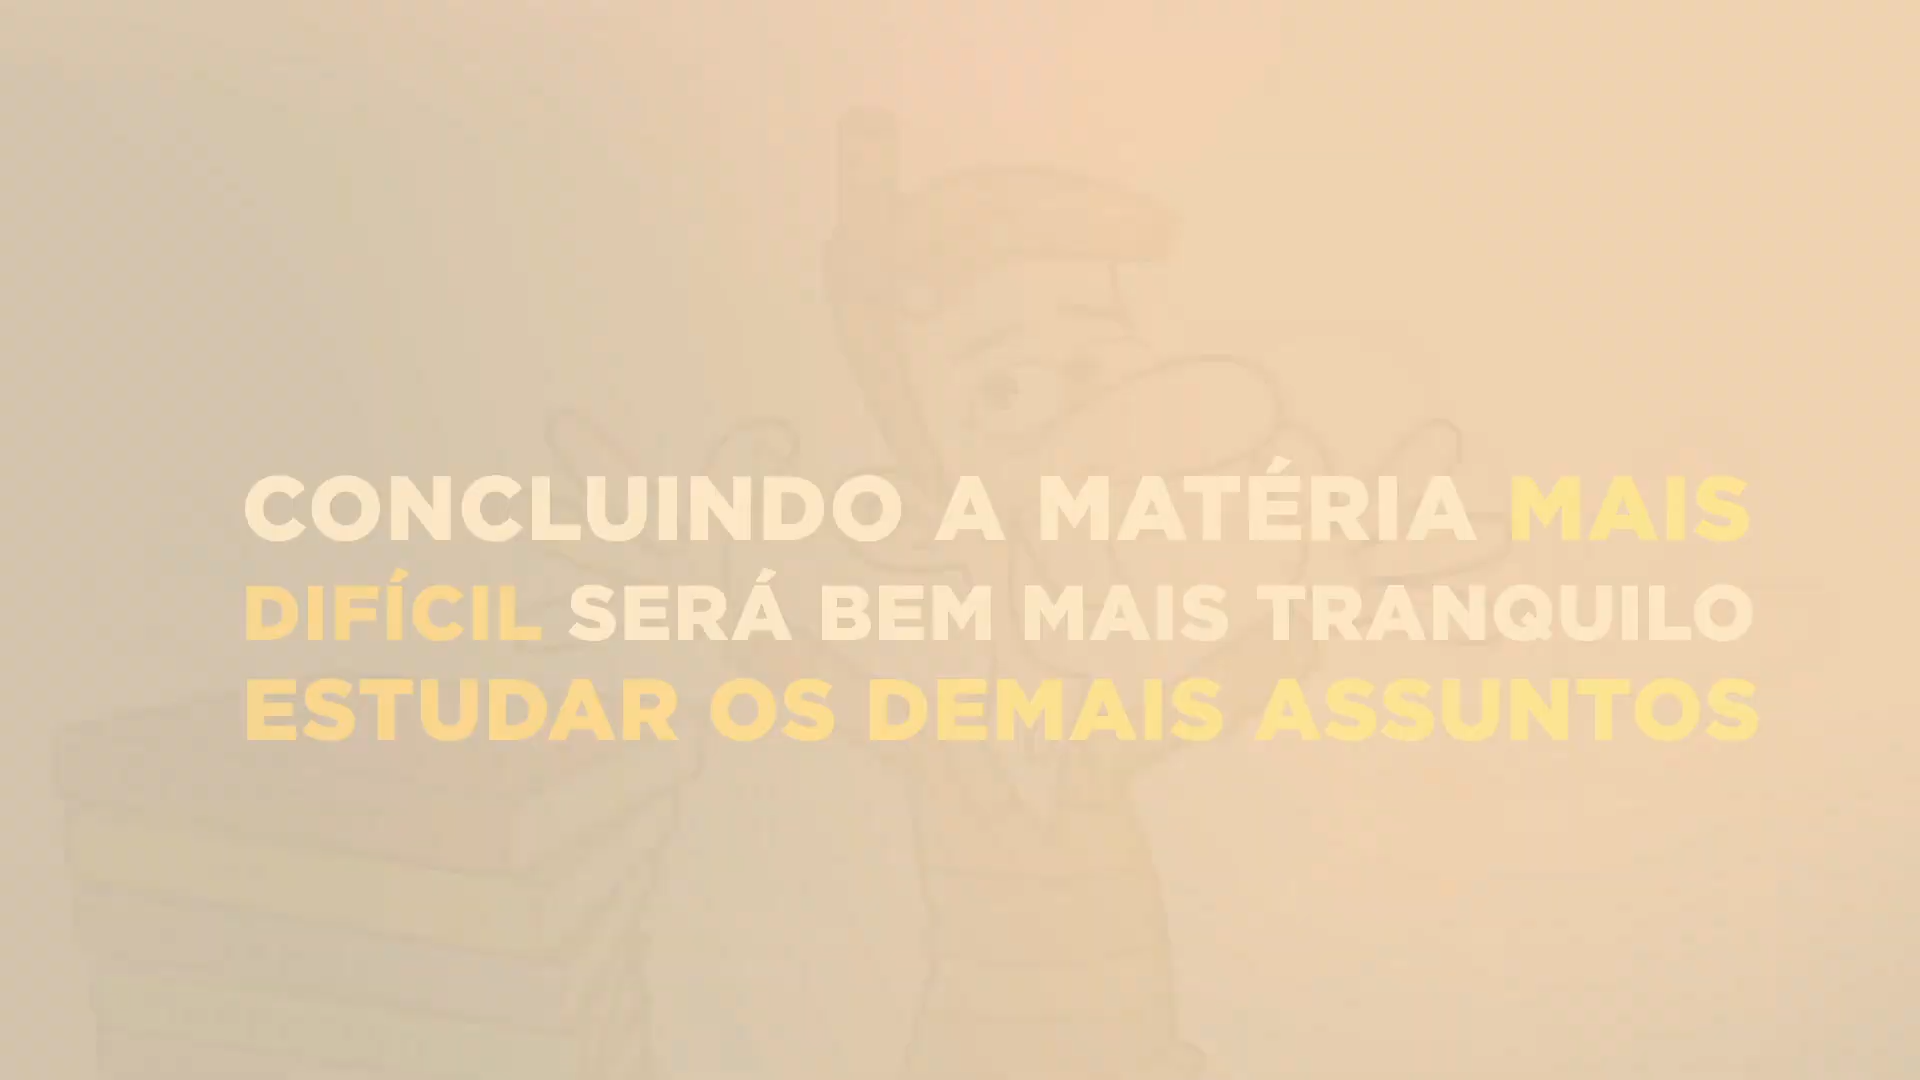 CONCLUINDO A MATÉRIA MAIS
DIFÍCIL SERÁ BEM MAIS TRANQUILO
ESTUDAR OS DEMAIS ASSUNTOS